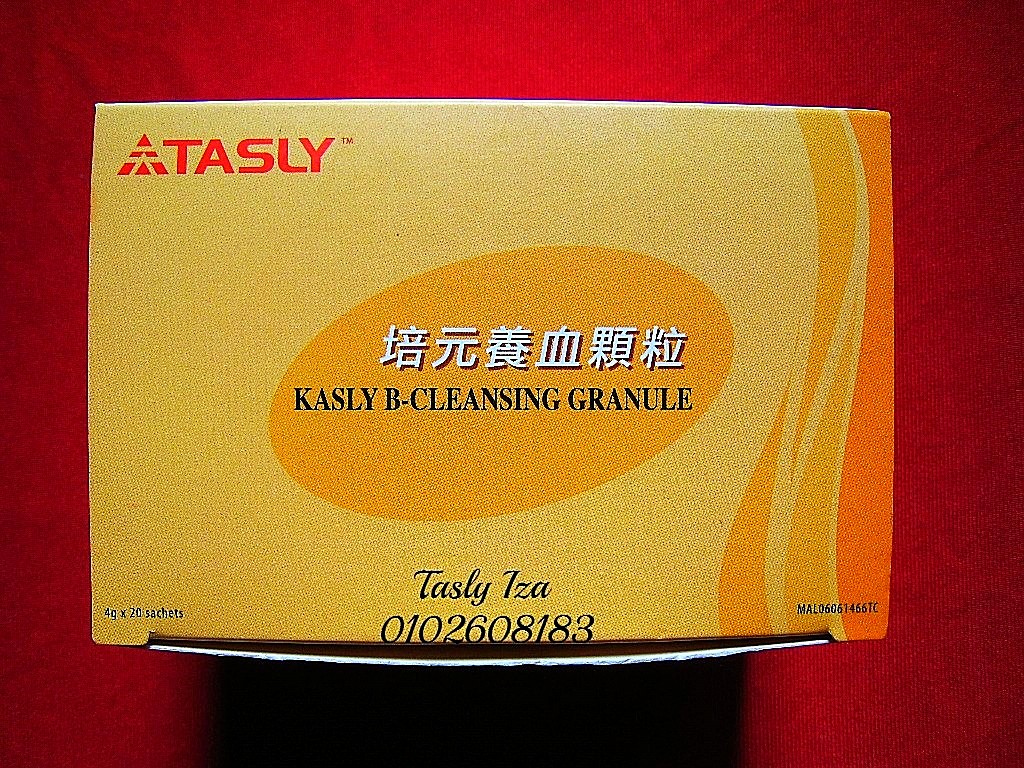 TASLY™
培元養血顆粒
KASLY B-CLEANSING GRANULE
Tasly Iza
0102608183
4g x 20 sachets
MAL06061466TC